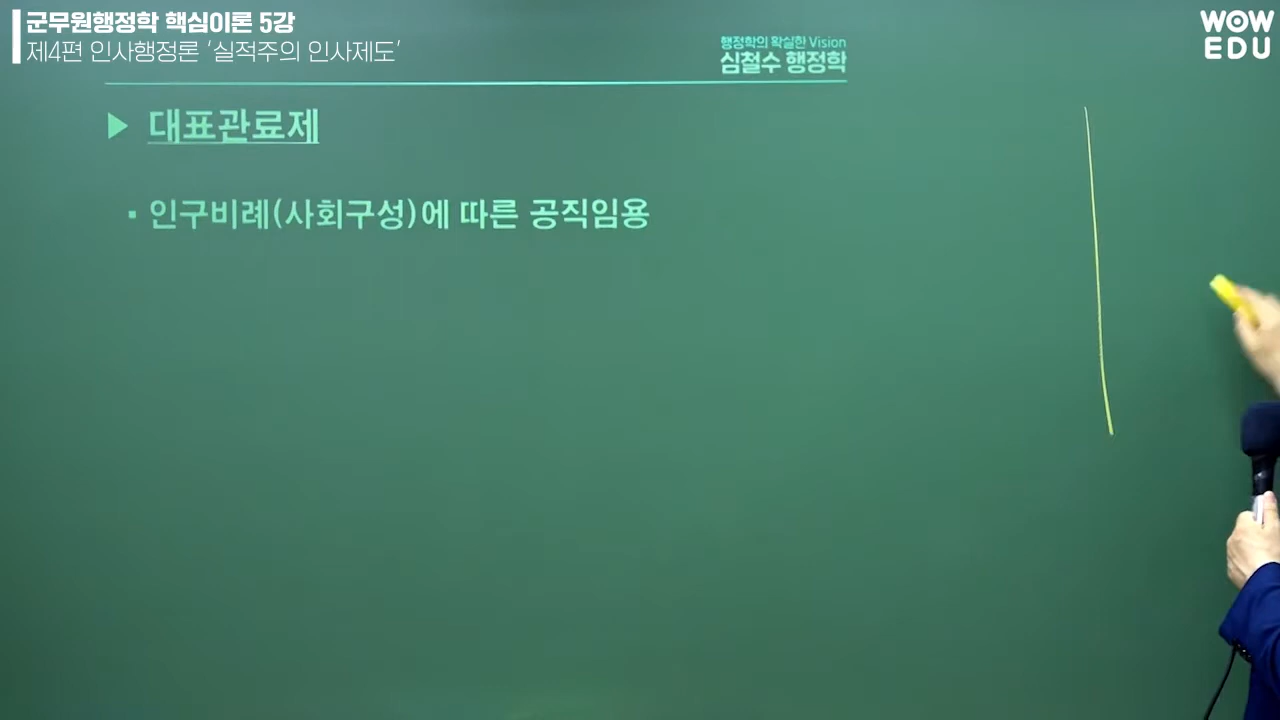 군무원행정학 핵심이론 5강
제4편 인사행정론 '실적주의 인사제도'
행정학의 확실한 Vision
심철수 행정학
WOW
EDU
▶ 대표관료제
▪ 인구비례(사회구성)에 따른 공직임용